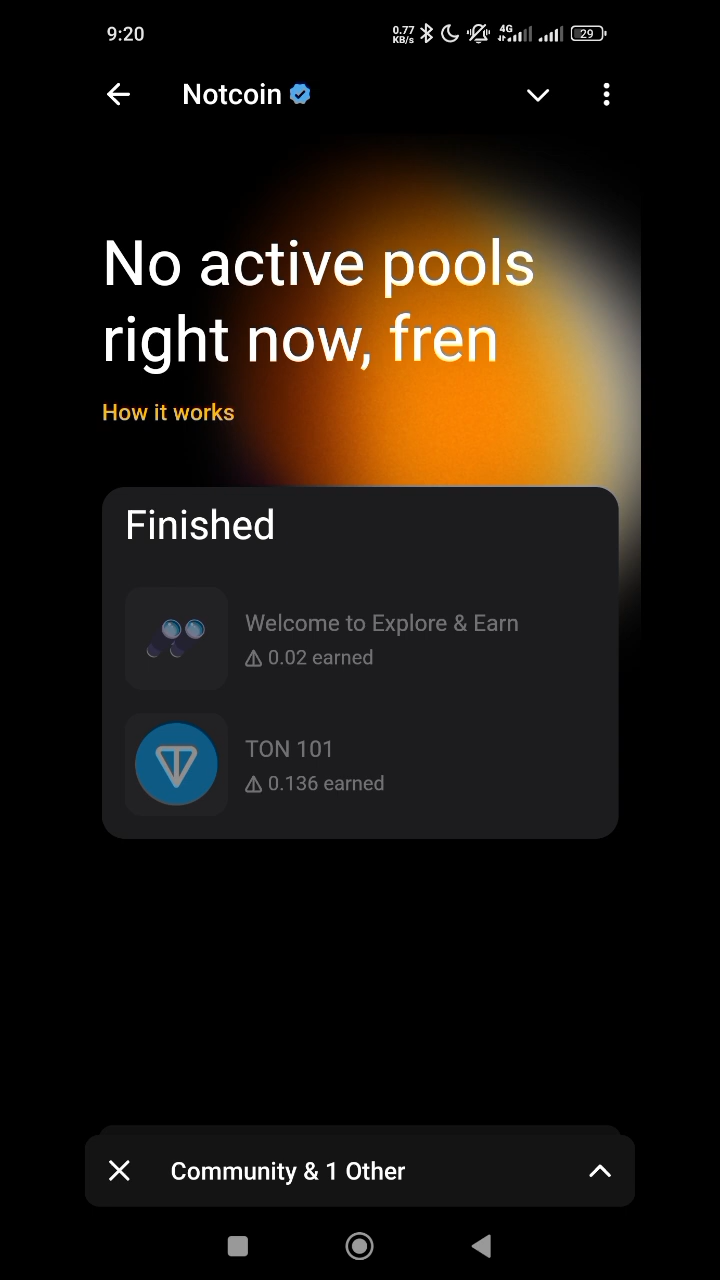 9:20
0.77
KB/s
4G
29
Notcoin
No active pools
right now, fren
How it works
Finished
Welcome to Explore & Earn
0.02 earned
TON 101
0.136 earned
Community & 1 Other